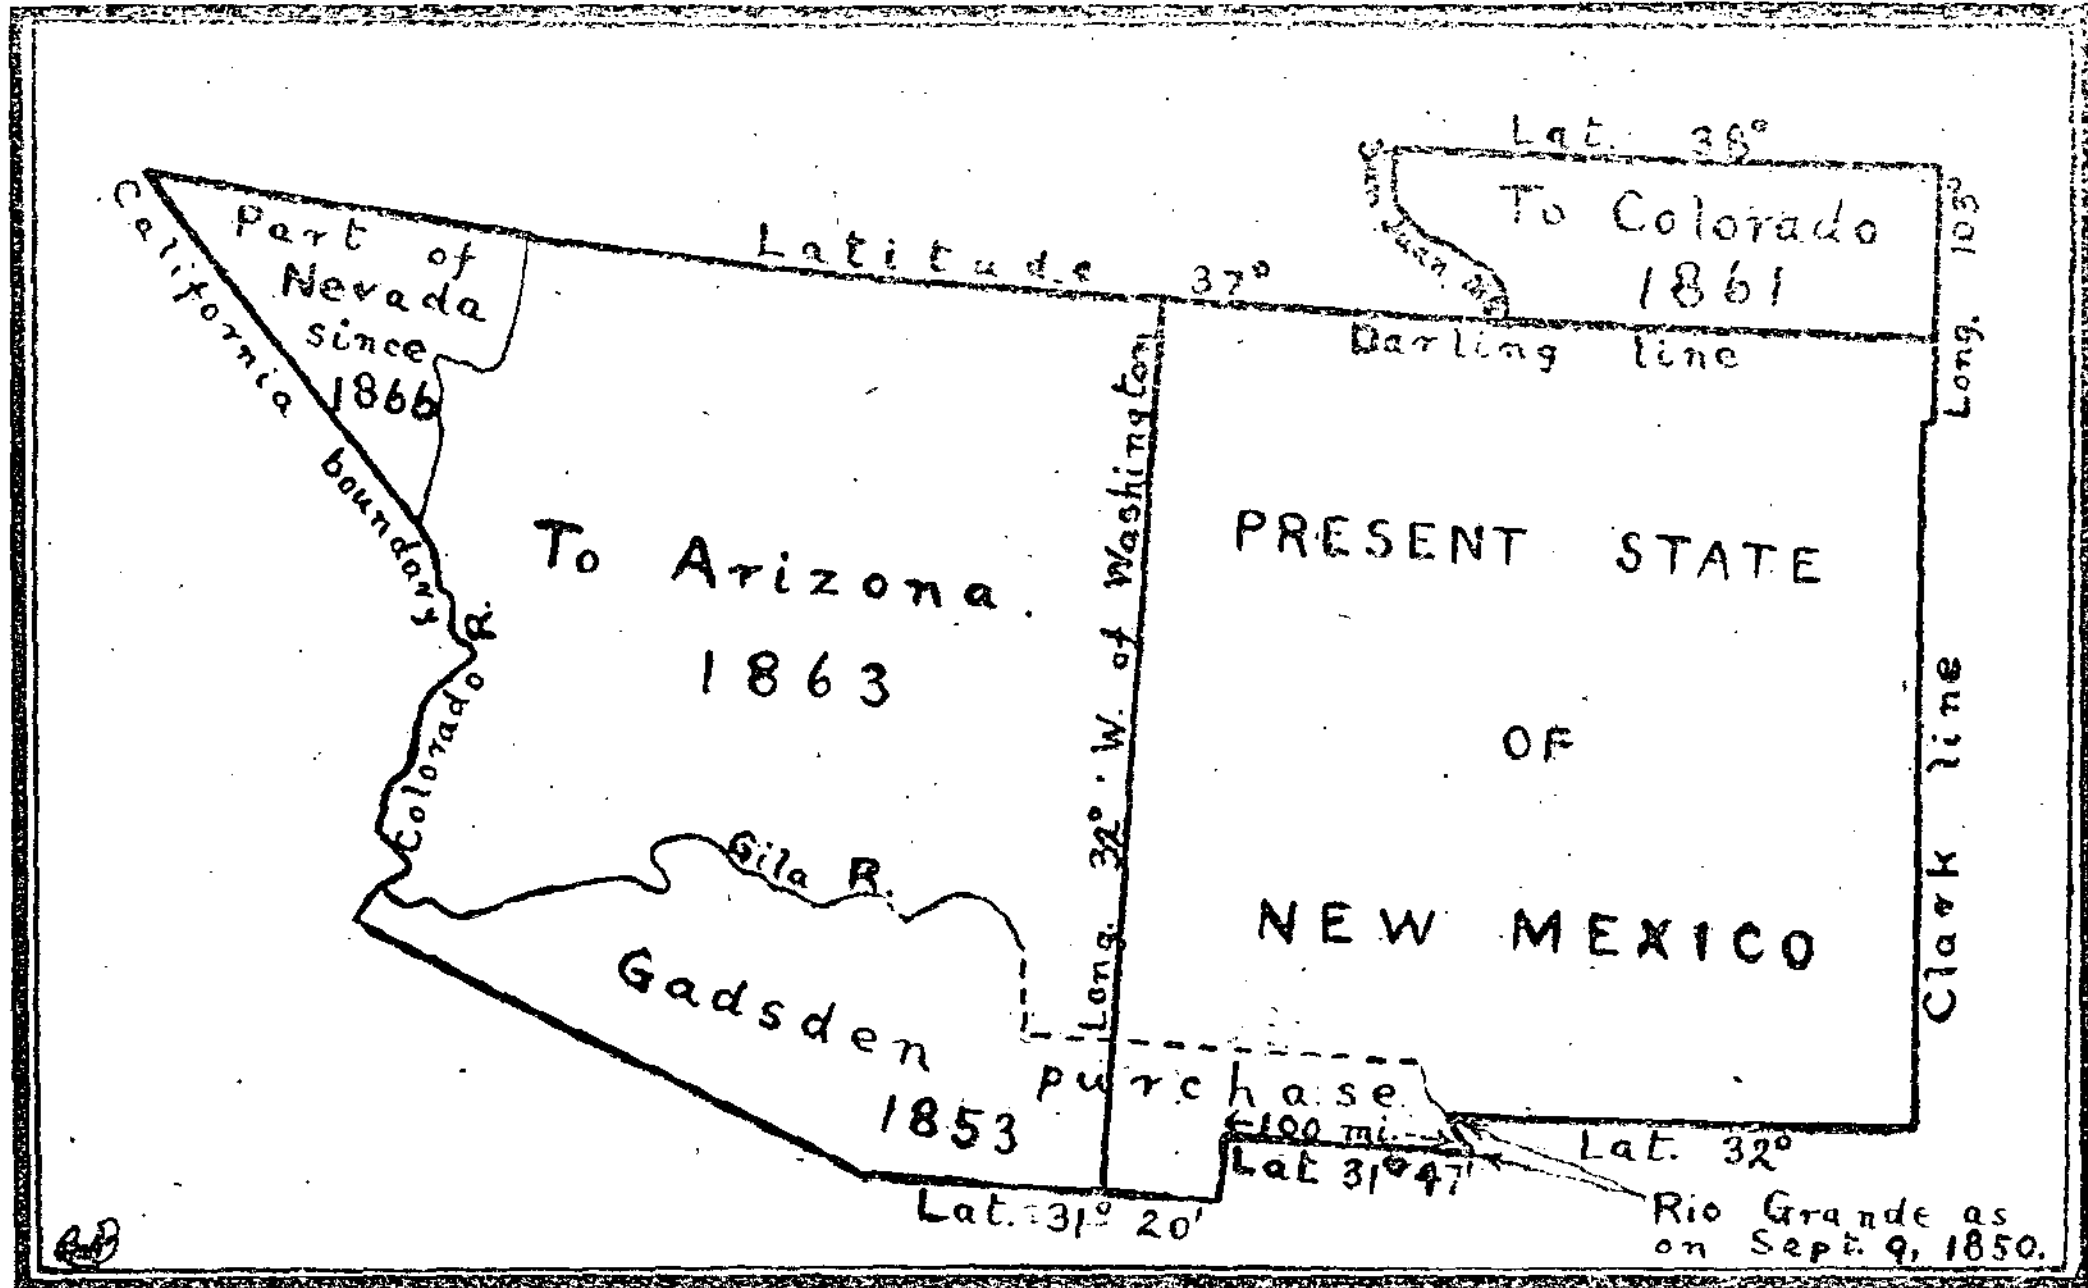 Lat. 38°
To Colorado
1861
San Juan Mts.
Long. 103°
California boundary
Part of
Nevada
since
1866
Latitude 37°
Darling line
Long. 32° W. of Washington
To Arizona.
1863
PRESENT STATE
OF
NEW MEXICO
Colorado R.
Gila R.
Clark line
Gadsden
purchase
1853
←100 mi.→
Lat 31° 47'
Lat. 32°
Lat. 31° 20'
Rio Grande as
on Sept. 9, 1850.